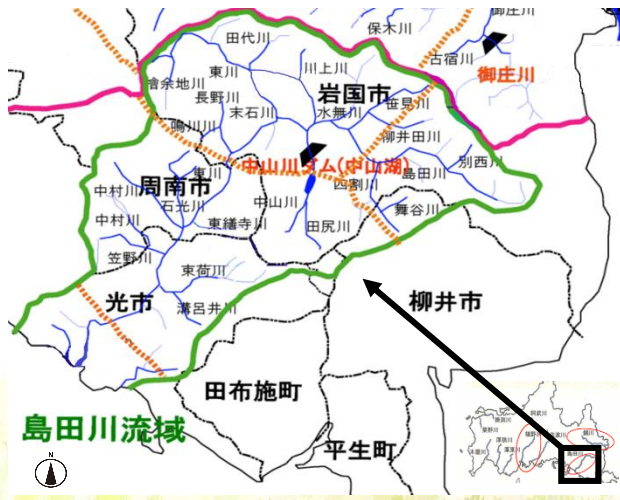 御庄川
保木川
田代川
古宿川
東川
川上川
御庄川
檜余地川
岩国市
長野川
笹見川
末石川
水無川
鳴川川
柳井田川
中山川ダム(中山湖)
別西川
東川
島田川
周南市
四割川
中村川
中山川
石光川
舞谷川
中村川
東繕寺川
田尻川
笠野川
束荷川
光市
柳井市
溝呂井川
田布施町
島田川流域
平生町
N